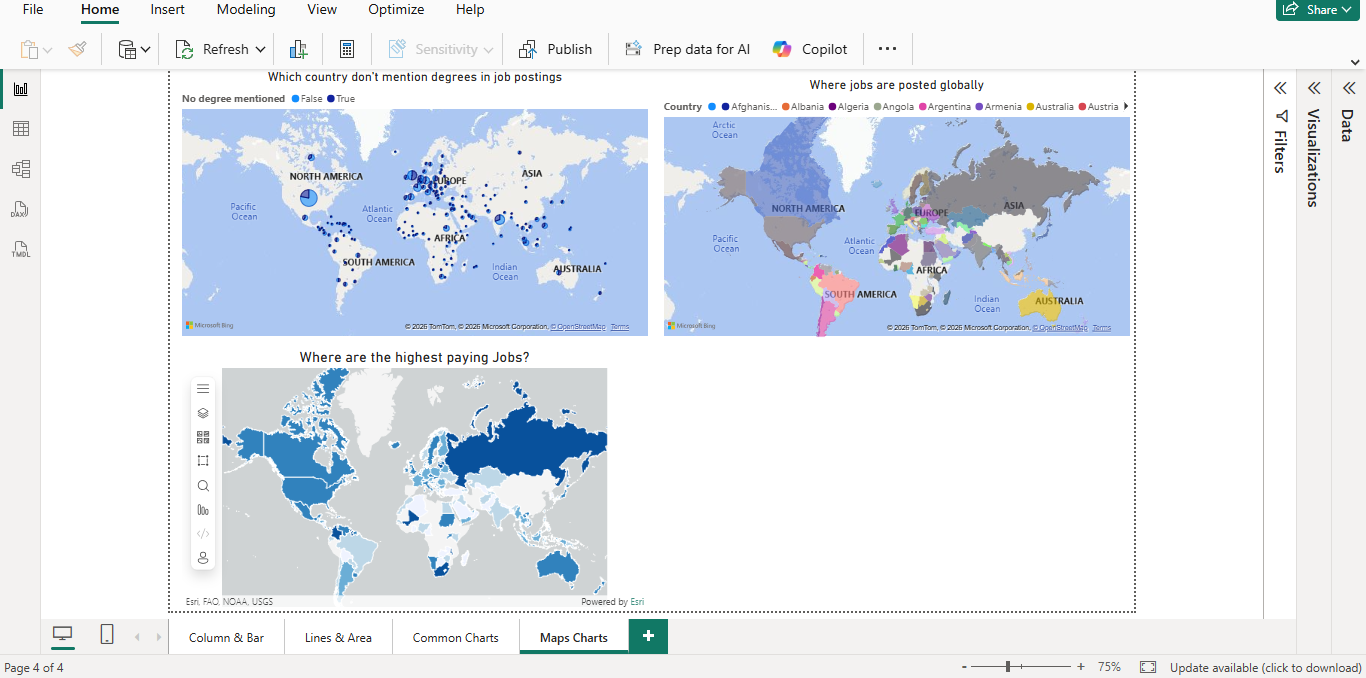 File Home Insert Modeling View Optimize Help
Share
Refresh
Sensitivity
Publish
Prep data for AI
Copilot
Which country don't mention degrees in job postings
No degree mentioned False True
NORTH AMERICA
EUROPE
ASIA
Pacific
Ocean
Atlantic
Ocean
AFRICA
SOUTH AMERICA
Indian
Ocean
AUSTRALIA
Microsoft Bing
© 2026 TomTom, © 2026 Microsoft Corporation, © OpenStreetMap Terms
Where jobs are posted globally
Country Afghanis... Albania Algeria Angola Argentina Armenia Australia Austria
Arctic
Ocean
NORTH AMERICA
EUROPE
ASIA
Pacific
Ocean
Atlantic
Ocean
AFRICA
SOUTH AMERICA
Indian
Ocean
AUSTRALIA
Microsoft Bing
© 2026 TomTom, © 2026 Microsoft Corporation, © OpenStreetMap Terms
Where are the highest paying Jobs?
Esri, FAO, NOAA, USGS
Powered by Esri
DAX
TMDL
Filters
Visualizations
Data
Column & Bar
Lines & Area
Common Charts
Maps Charts
+
Page 4 of 4
- + 75%
Update available (click to download)